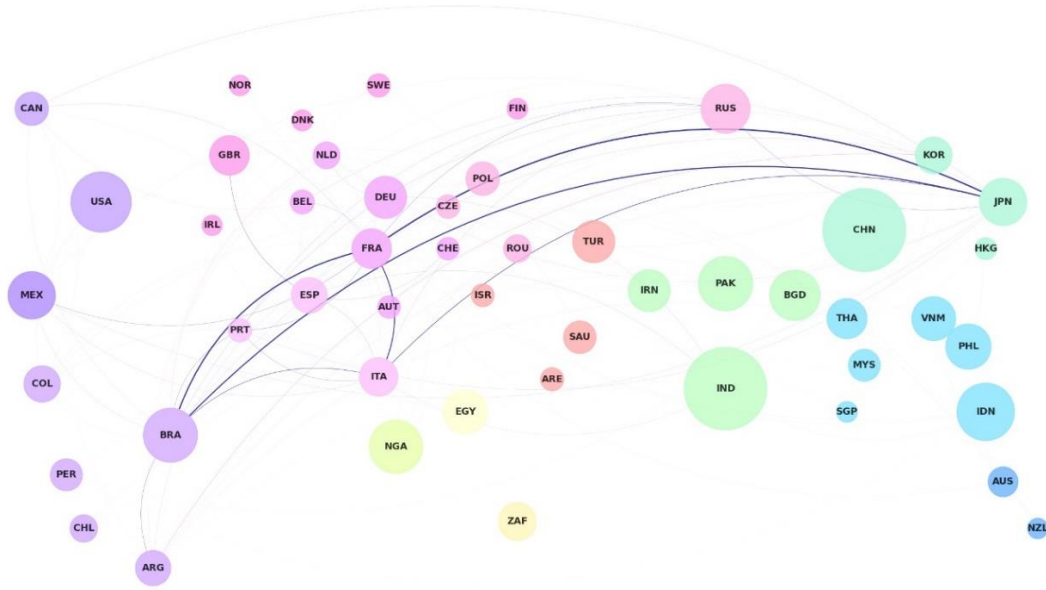 NOR
SWE
CAN
DNK
FIN
RUS
GBR
NLD
KOR
POL
DEU
BEL
CZE
USA
JPN
IRL
CHN
FRA
CHE
ROU
TUR
HKG
MEX
ESP
AUT
ISR
IRN
PAK
BGD
PRT
THA
VNM
SAU
PHL
MYS
COL
ITA
ARE
IND
EGY
SGP
IDN
BRA
NGA
PER
AUS
CHL
ZAF
NZL
ARG